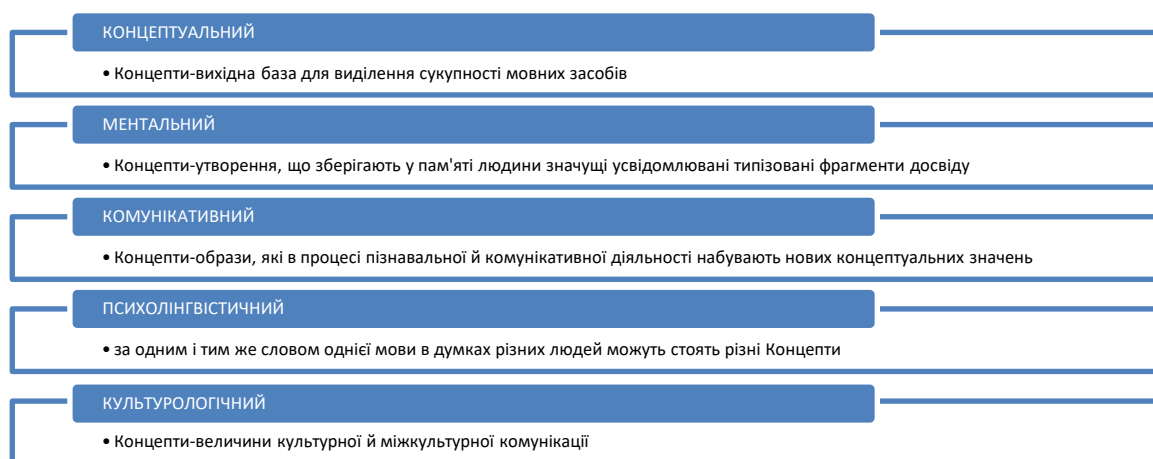 КОНЦЕПТУАЛЬНИЙ
• Концепти-вихідна база для виділення сукупності мовних засобів
МЕНТАЛЬНИЙ
• Концепти-утворення, що зберігають у пам'яті людини значущі усвідомлювані типізовані фрагменти досвіду
КОМУНІКАТИВНИЙ
• Концепти-образи, які в процесі пізнавальної й комунікативної діяльності набувають нових концептуальних значень
ПСИХОЛІНГВІСТИЧНИЙ
• за одним і тим же словом однієї мови в думках різних людей можуть стоять різні Концепти
КУЛЬТУРОЛОГІЧНИЙ
• Концепти-величини культурної й міжкультурної комунікації